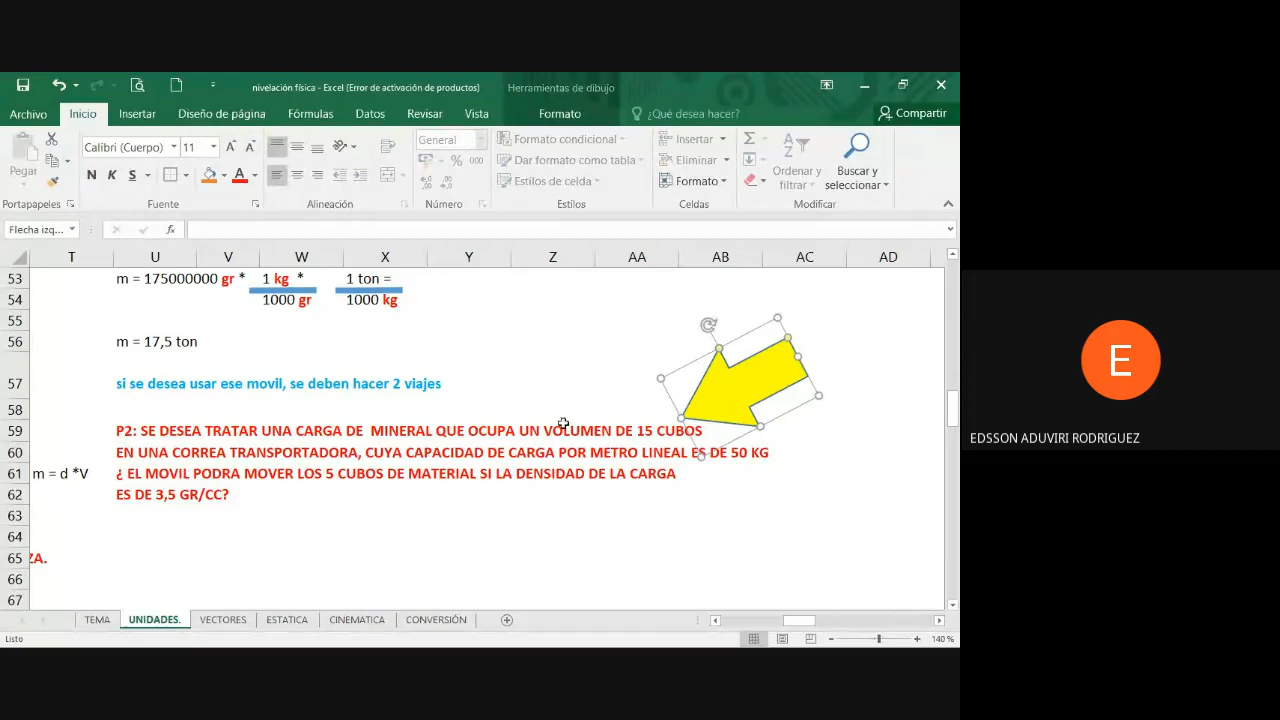 nivelación física - Excel (Error de activación de productos)
Herramientas de dibujo
Archivo
Inicio
Insertar
Diseño de página
Fórmulas
Datos
Revisar
Vista
Formato
¿Qué desea hacer?
Compartir
Pegar
Calibri (Cuerpo)
11
N K S
General
% 000
Formato condicional
Dar formato como tabla
Estilos de celda
Insertar
Eliminar
Formato
Ordenar y
filtrar
Buscar y
seleccionar
Portapapeles
Fuente
Alineación
Número
Estilos
Celdas
Modificar
Flecha izq...
fx
T U V W X Y Z AA AB AC AD
53 m = 175000000 gr * 1 kg * 1 ton =
54 1000 gr 1000 kg
55
56 m = 17,5 ton
57 si se desea usar ese movil, se deben hacer 2 viajes
58
59 P2: SE DESEA TRATAR UNA CARGA DE MINERAL QUE OCUPA UN VOLUMEN DE 15 CUBOS
60 EN UNA CORREA TRANSPORTADORA, CUYA CAPACIDAD DE CARGA POR METRO LINEAL ES DE 50 KG
61 m = d *V ¿ EL MOVIL PODRA MOVER LOS 5 CUBOS DE MATERIAL SI LA DENSIDAD DE LA CARGA
62 ES DE 3,5 GR/CC?
63
64
65 ZA.
66
67
TEMA
UNIDADES.
VECTORES
ESTATICA
CINEMATICA
CONVERSIÓN
Listo
140 %
E
EDSSON ADUVIRI RODRIGUEZ